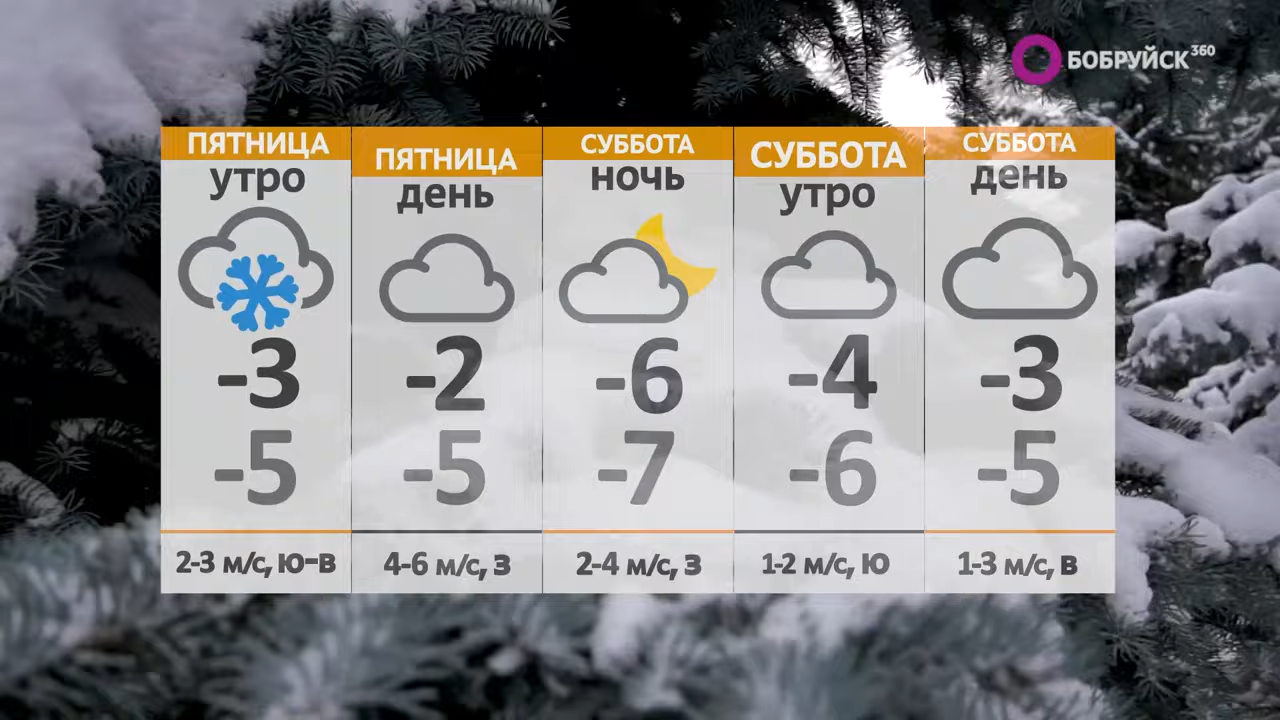 БОБРУЙСК360
ПЯТНИЦА
утро
-3
-5
2-3 м/с, Ю-В
ПЯТНИЦА
день
-2
-5
4-6 м/с, З
СУББОТА
ночь
-6
-7
2-4 м/с, З
СУББОТА
утро
-4
-6
1-2 м/с, Ю
СУББОТА
день
-3
-5
1-3 м/с, В